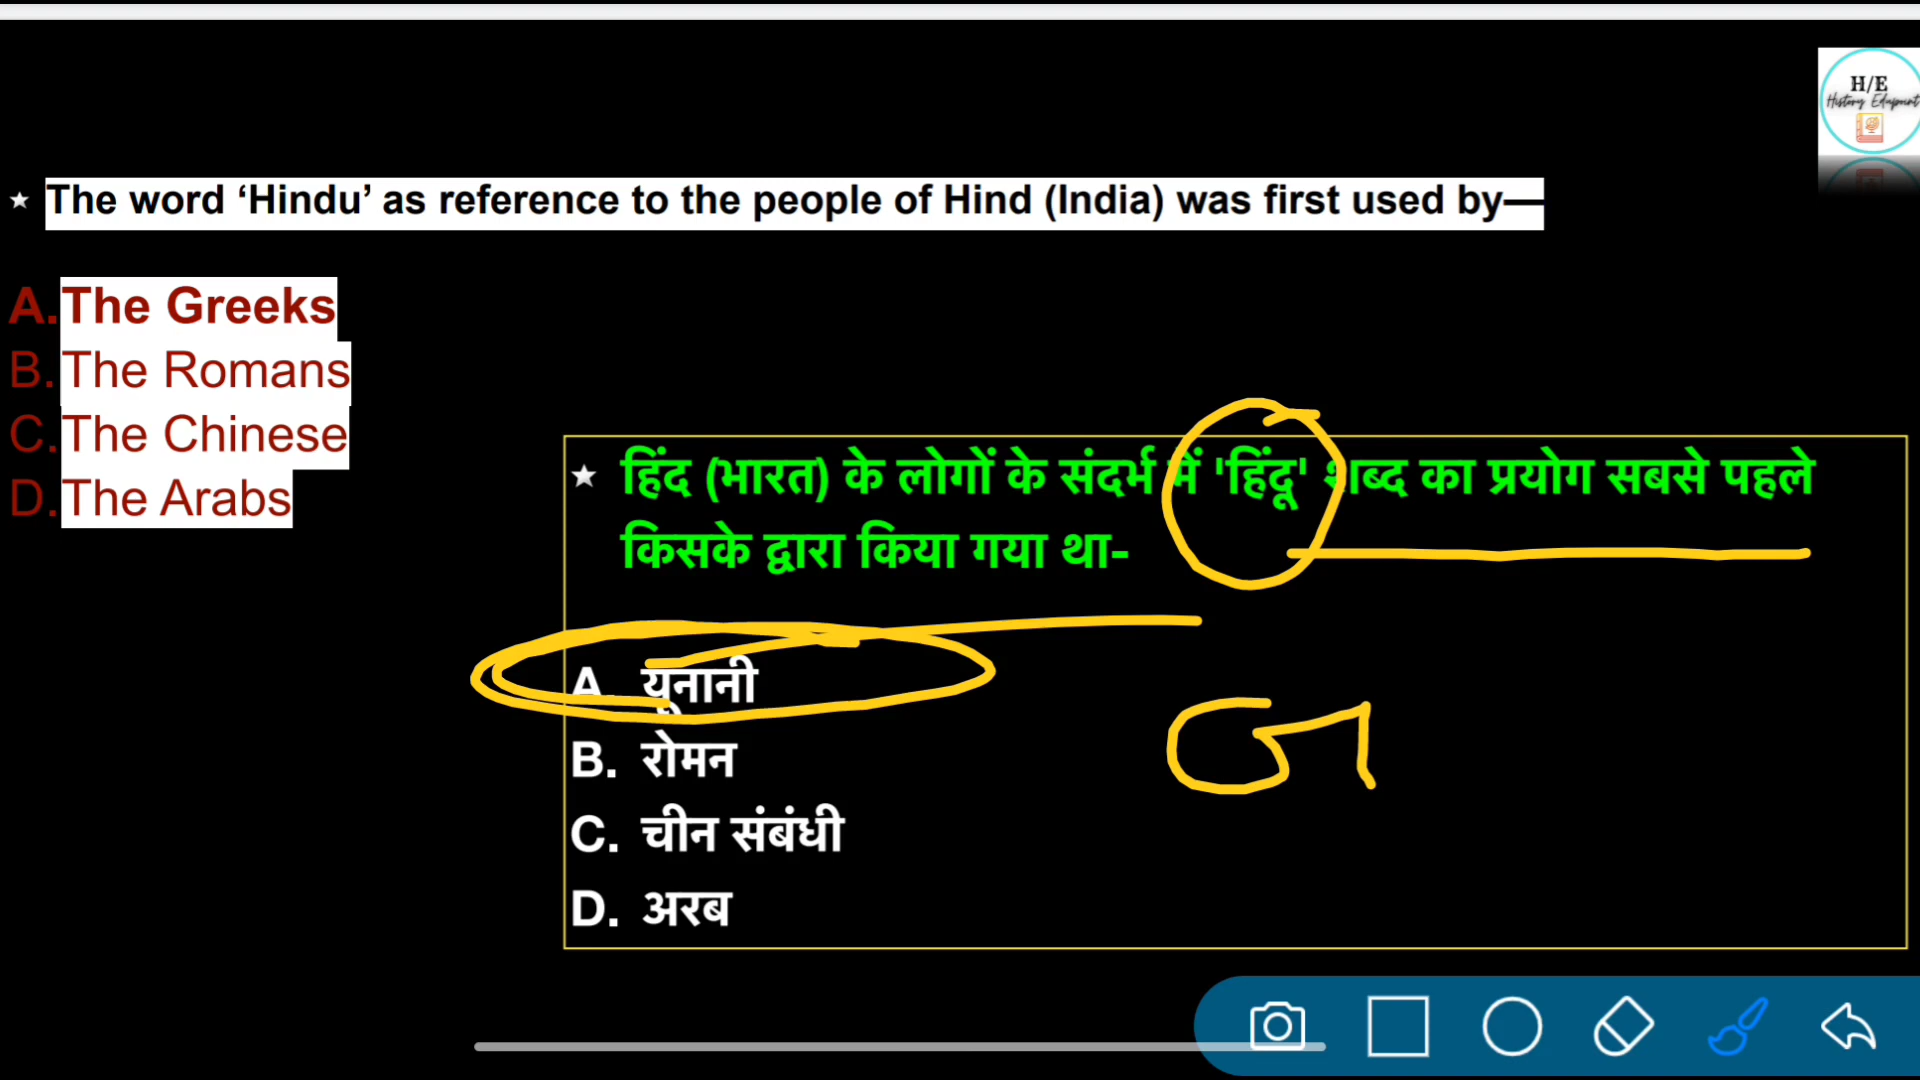 H/E
History Edupoint
★ The word ‘Hindu’ as reference to the people of Hind (India) was first used by—
A. The Greeks
B. The Romans
C. The Chinese
D. The Arabs
★ हिंद (भारत) के लोगों के संदर्भ में 'हिंदू' शब्द का प्रयोग सबसे पहले
किसके द्वारा किया गया था-
A. यूनानी
B. रोमन
C. चीन संबंधी
D. अरब